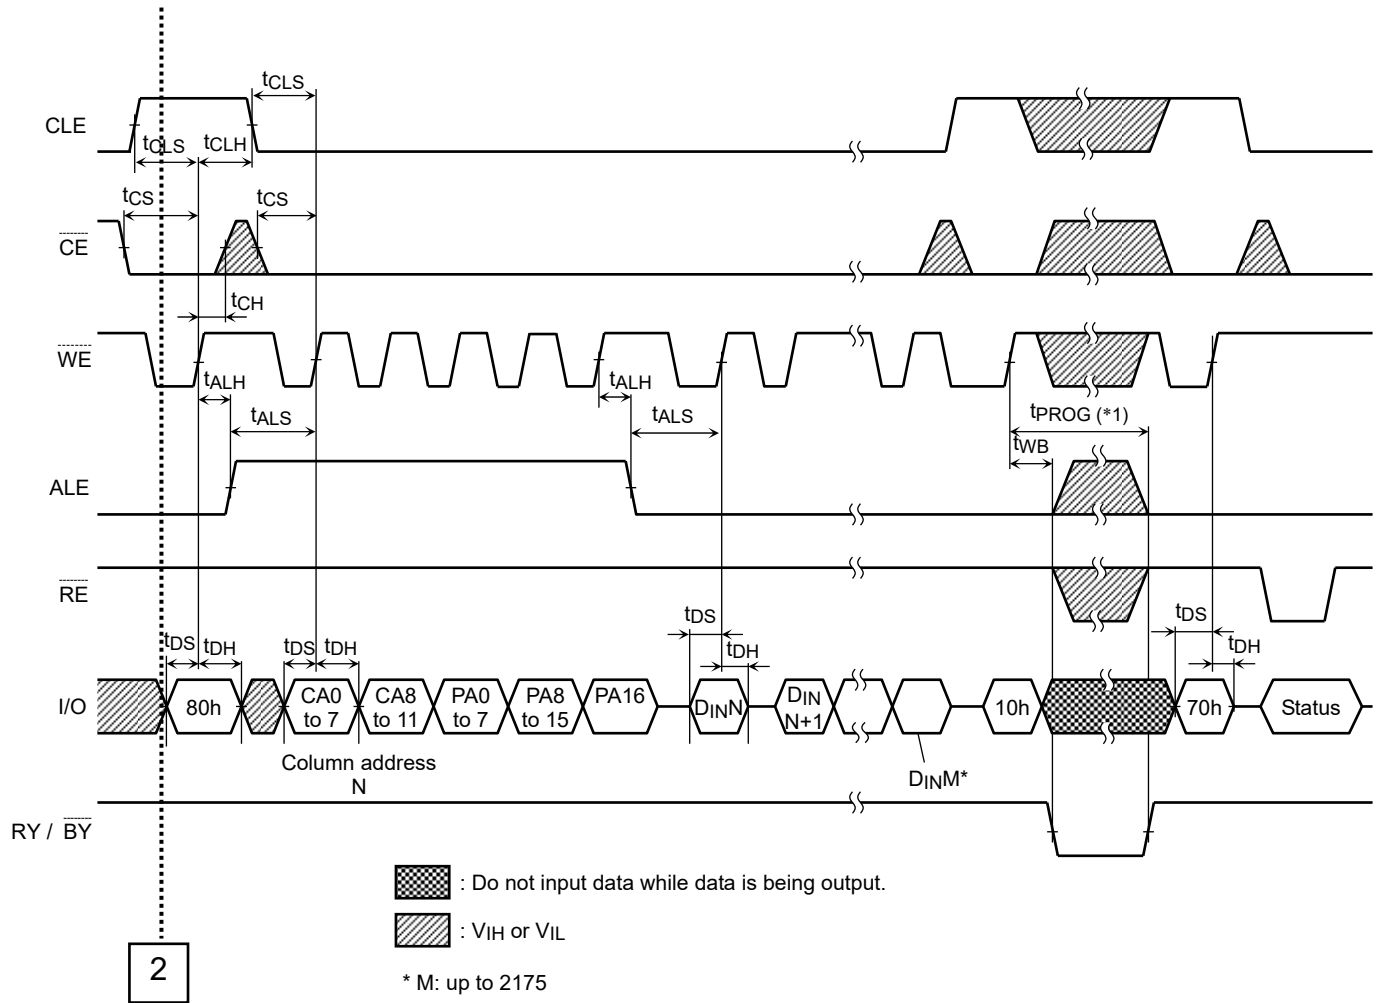 tCLS
CLE
tCLS
tCLH
tCS
tCS
CE
tCH
WE
tALH
tALH
tALS
tALS
tPROG (*1)
tWB
ALE
RE
tDS
tDH
tDS
tDH
tDS
tDH
tDS
tDH
I/O
80h
CA0 to 7
CA8 to 11
PA0 to 7
PA8 to 15
PA16
DINN
DIN N+1
10h
70h
Status
Column address
N
DINM*
RY / BY
: Do not input data while data is being output.
: VIH or VIL
2
* M: up to 2175